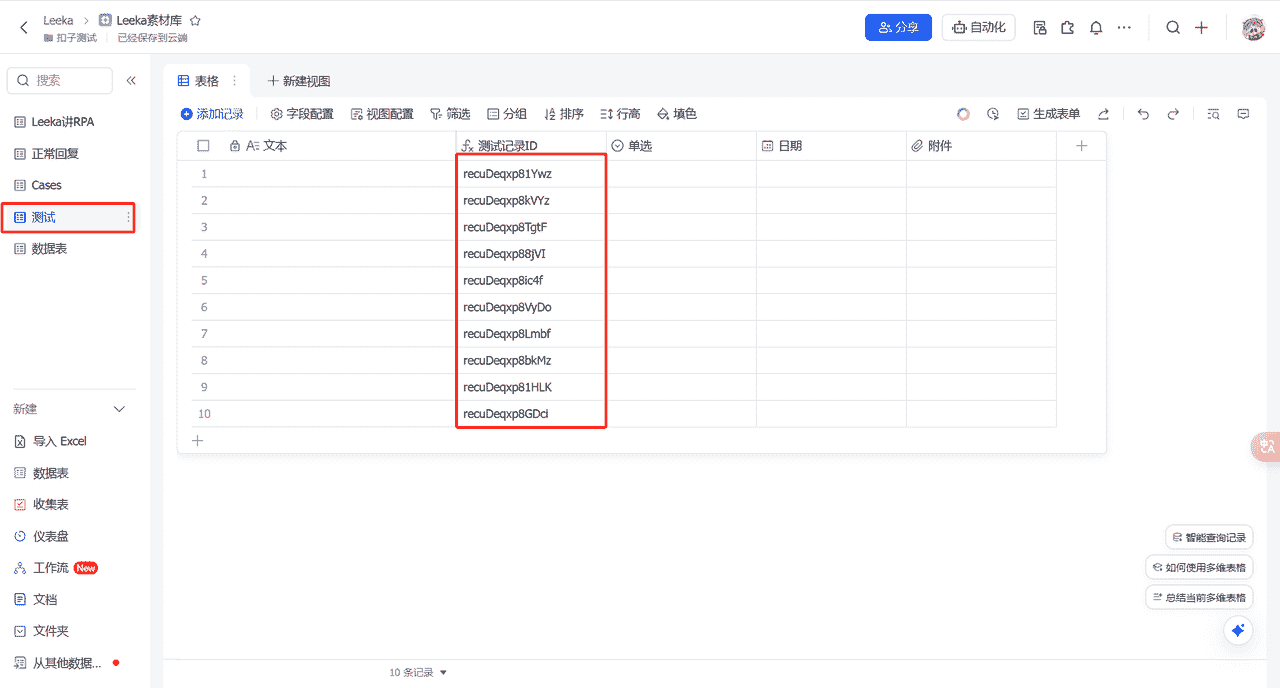 Leeka > Leeka素材库
扣子测试 已经保存到云端
分享 自动化
搜索
Leeka讲RPA
正常回复
Cases
测试
数据表
新建
导入 Excel
数据表
收集表
仪表盘
工作流 New
文档
文件夹
从其他数据...
表格 新建视图
添加记录 字段配置 视图配置 筛选 分组 排序 行高 填色 生成表单
文本 测试记录ID 单选 日期 附件
1 recuDeqxp81Ywz
2 recuDeqxp8kVYz
3 recuDeqxp8TgtF
4 recuDeqxp88jVI
5 recuDeqxp8ic4f
6 recuDeqxp8VyDo
7 recuDeqxp8Lmbf
8 recuDeqxp8bkMz
9 recuDeqxp81HLK
10 recuDeqxp8GDci
智能查询记录
如何使用多维表格
总结当前多维表格
10 条记录